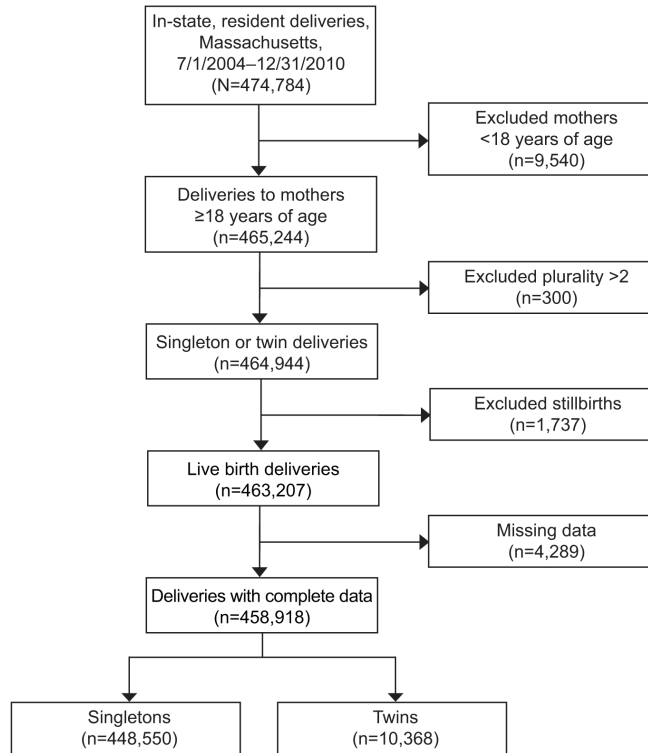 In-state, resident deliveries,
Massachusetts,
7/1/2004–12/31/2010
(N=474,784)
Excluded mothers
<18 years of age
(n=9,540)
Deliveries to mothers
≥18 years of age
(n=465,244)
Excluded plurality >2
(n=300)
Singleton or twin deliveries
(n=464,944)
Excluded stillbirths
(n=1,737)
Live birth deliveries
(n=463,207)
Missing data
(n=4,289)
Deliveries with complete data
(n=458,918)
Singletons
(n=448,550)
Twins
(n=10,368)